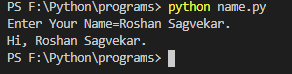 PS F:\Python\programs> python name.py
Enter Your Name=Roshan Sagvekar.
Hi, Roshan Sagvekar.
PS F:\Python\programs>